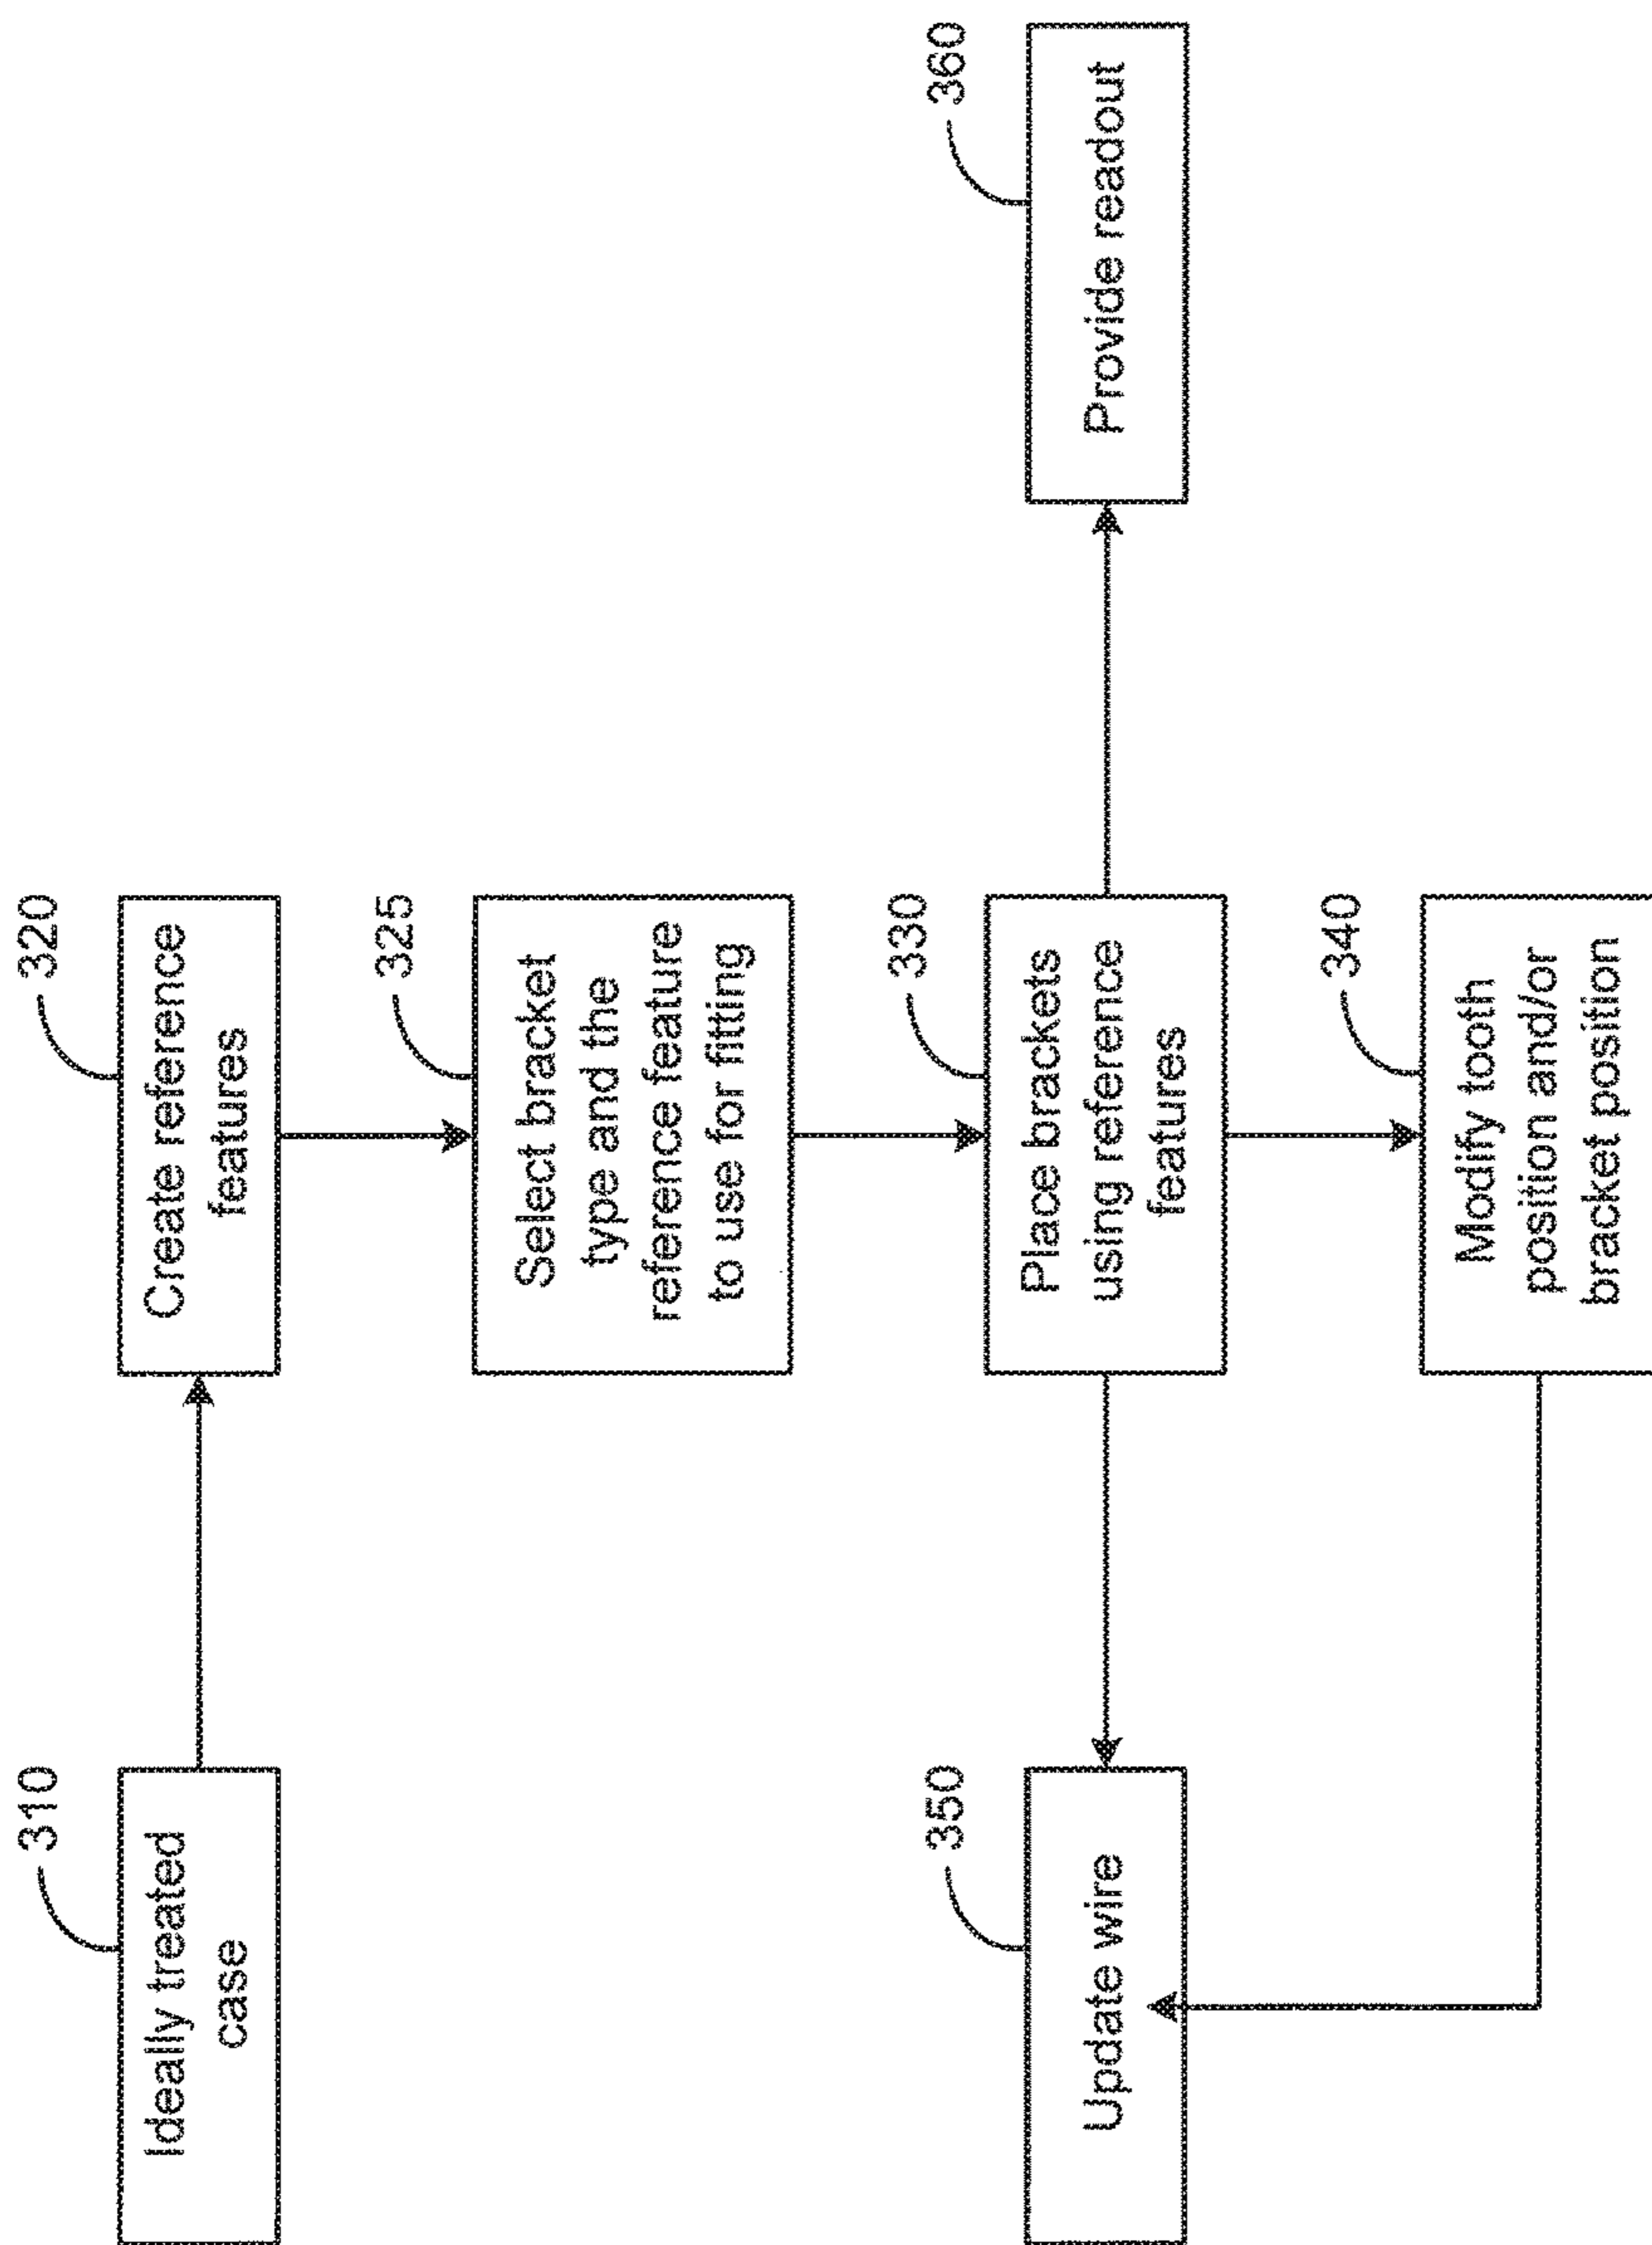 310
Ideally treated
case
320
Create reference
features
325
Select bracket
type and the
reference feature
to use for fitting
330
Place brackets
using reference
features
340
Modify tooth
position and/or
bracket position
350
Update wire
360
Provide readout